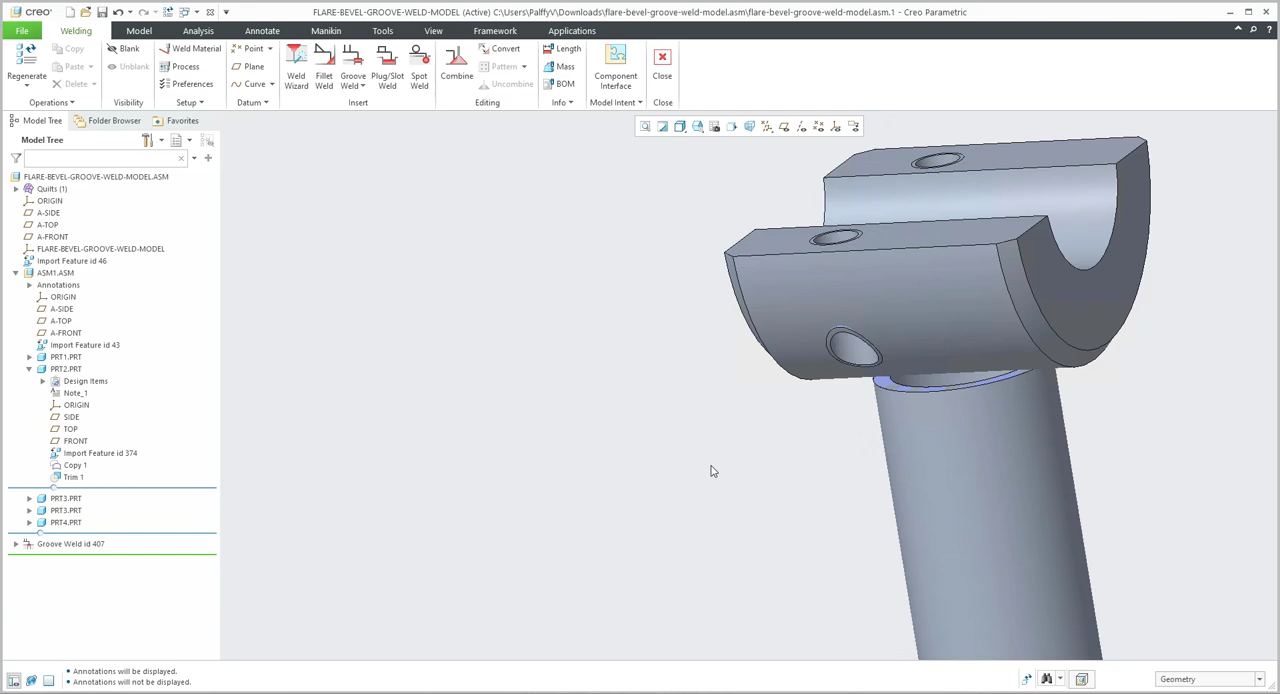 creo FLARE-BEVEL-GROOVE-WELD-MODEL (Active) C:\Users\PalffyV\Downloads\flare-bevel-groove-weld-model.asm\flare-bevel-groove-weld-model.asm.1 - Creo Parametric
File Welding Model Analysis Annotate Manikin Tools View Framework Applications
Regenerate
Copy
Paste
Delete
Operations
Blank
Unblank
Visibility
Weld Material
Process
Preferences
Setup
Point
Plane
Curve
Datum
Weld Wizard
Fillet Weld
Groove Weld
Plug/Slot Weld
Spot Weld
Insert
Combine
Convert
Pattern
Uncombine
Editing
Length
Mass
BOM
Info
Component Interface
Model Intent
Close
Close
Model Tree Folder Browser Favorites
Model Tree
FLARE-BEVEL-GROOVE-WELD-MODEL.ASM
Quilts (1)
ORIGIN
A-SIDE
A-TOP
A-FRONT
FLARE-BEVEL-GROOVE-WELD-MODEL
Import Feature id 46
ASM1.ASM
Annotations
ORIGIN
A-SIDE
A-TOP
A-FRONT
Import Feature id 43
PRT1.PRT
PRT2.PRT
Design Items
Note_1
ORIGIN
SIDE
TOP
FRONT
Import Feature id 374
Copy 1
Trim 1
PRT3.PRT
PRT3.PRT
PRT4.PRT
Groove Weld id 407
• Annotations will be displayed.
• Annotations will not be displayed.
Geometry